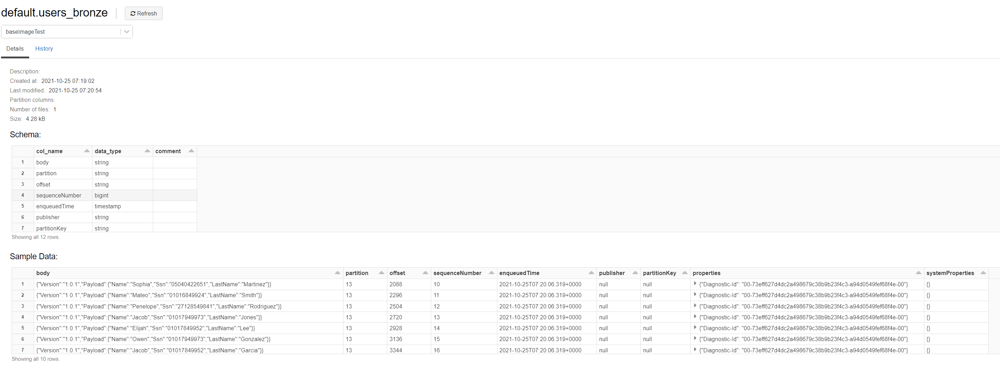 default.users_bronze Refresh
baseImageTest
Details History
Description:
Created at: 2021-10-25 07:19:02
Last modified: 2021-10-25 07:20:54
Partition columns:
Number of files: 1
Size: 4.28 kB
Schema:
col_name data_type comment
1 body string
2 partition string
3 offset string
4 sequenceNumber bigint
5 enqueuedTime timestamp
6 publisher string
7 partitionKey string
Showing all 12 rows.
Sample Data:
body partition offset sequenceNumber enqueuedTime publisher partitionKey properties systemProperties
1 {"Version":"1.0.1","Payload":{"Name":"Sophia","Ssn":"05040422651","LastName":"Martinez"}} 13 2088 10 2021-10-25T07:20:06.319+0000 null null {"Diagnostic-Id": "00-73eff627d4dc2a498679c38b9b23f4c3-a94d0549fef68f4e-00"} {}
2 {"Version":"1.0.1","Payload":{"Name":"Mateo","Ssn":"01016849924","LastName":"Smith"}} 13 2296 11 2021-10-25T07:20:06.319+0000 null null {"Diagnostic-Id": "00-73eff627d4dc2a498679c38b9b23f4c3-a94d0549fef68f4e-00"} {}
3 {"Version":"1.0.1","Payload":{"Name":"Penelope","Ssn":"27128549841","LastName":"Rodriguez"}} 13 2504 12 2021-10-25T07:20:06.319+0000 null null {"Diagnostic-Id": "00-73eff627d4dc2a498679c38b9b23f4c3-a94d0549fef68f4e-00"} {}
4 {"Version":"1.0.1","Payload":{"Name":"Jacob","Ssn":"01017949973","LastName":"Jones"}} 13 2720 13 2021-10-25T07:20:06.319+0000 null null {"Diagnostic-Id": "00-73eff627d4dc2a498679c38b9b23f4c3-a94d0549fef68f4e-00"} {}
5 {"Version":"1.0.1","Payload":{"Name":"Elijah","Ssn":"01017849952","LastName":"Lee"}} 13 2928 14 2021-10-25T07:20:06.319+0000 null null {"Diagnostic-Id": "00-73eff627d4dc2a498679c38b9b23f4c3-a94d0549fef68f4e-00"} {}
6 {"Version":"1.0.1","Payload":{"Name":"Owen","Ssn":"01017949973","LastName":"Gonzalez"}} 13 3136 15 2021-10-25T07:20:06.319+0000 null null {"Diagnostic-Id": "00-73eff627d4dc2a498679c38b9b23f4c3-a94d0549fef68f4e-00"} {}
7 {"Version":"1.0.1","Payload":{"Name":"Jacob","Ssn":"01017849952","LastName":"Garcia"}} 13 3344 16 2021-10-25T07:20:06.319+0000 null null {"Diagnostic-Id": "00-73eff627d4dc2a498679c38b9b23f4c3-a94d0549fef68f4e-00"} {}
Showing all 10 rows.